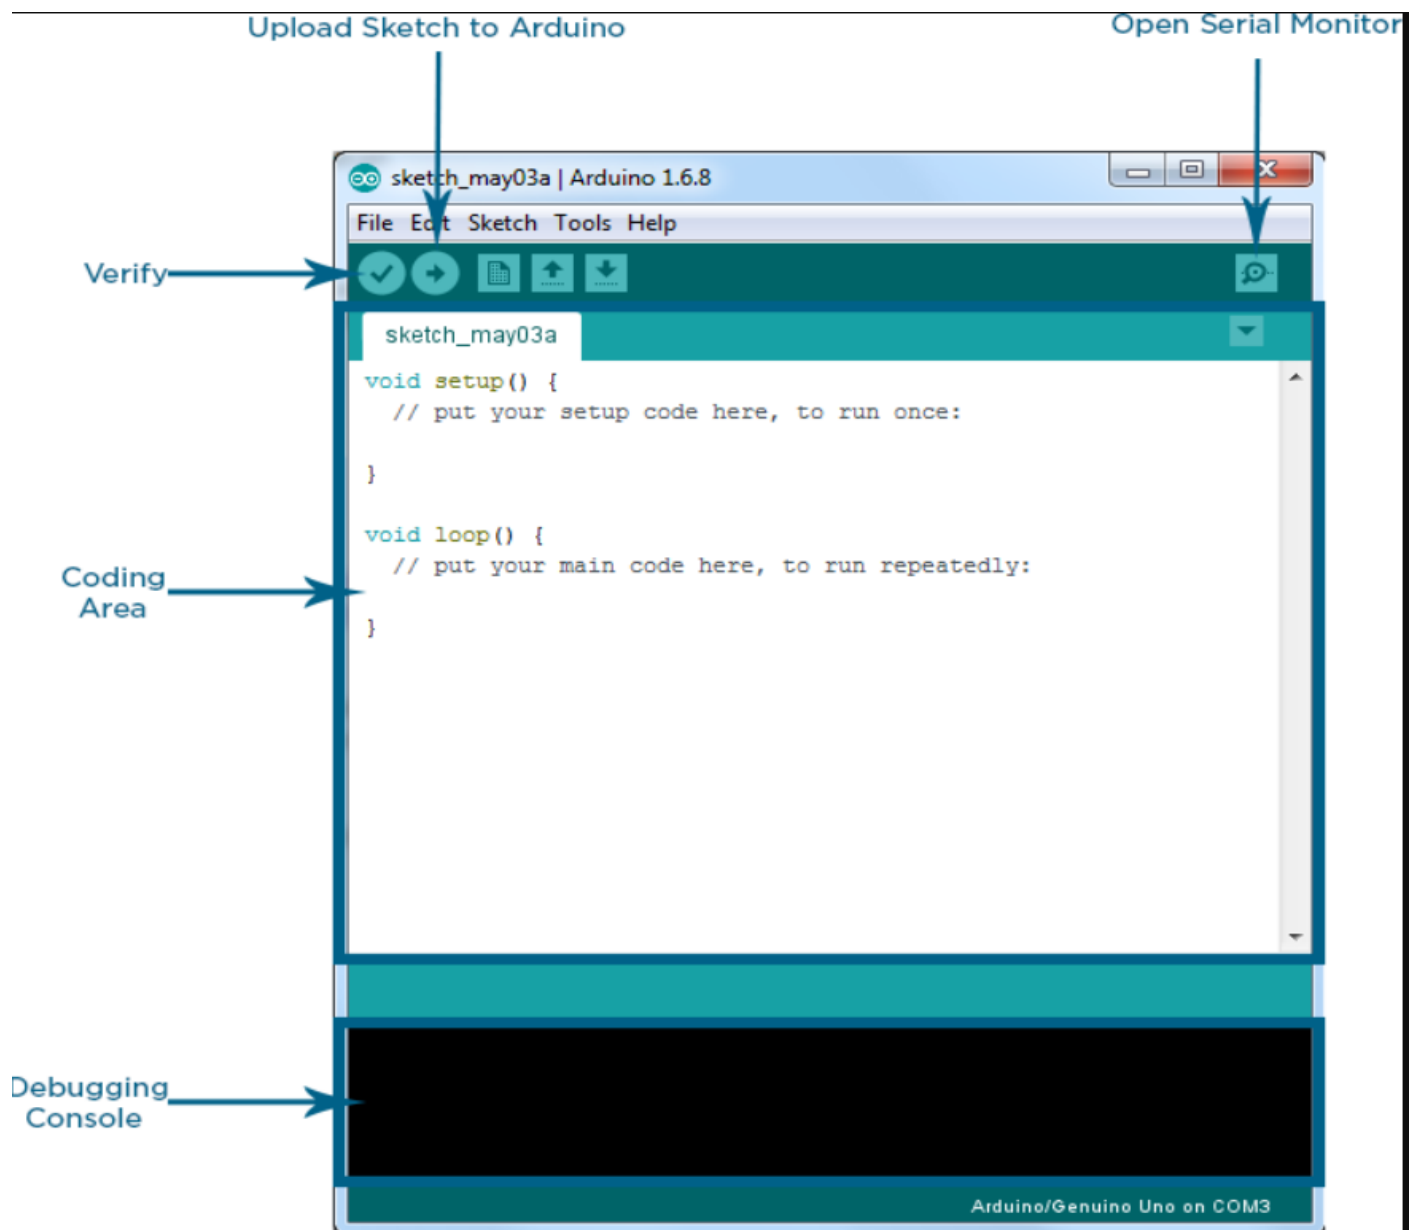 Upload Sketch to Arduino
Open Serial Monitor
sketch_may03a | Arduino 1.6.8
File Edit Sketch Tools Help
Verify
sketch_may03a
void setup() {
// put your setup code here, to run once:
}
void loop() {
// put your main code here, to run repeatedly:
}
Coding
Area
Debugging
Console
Arduino/Genuino Uno on COM3